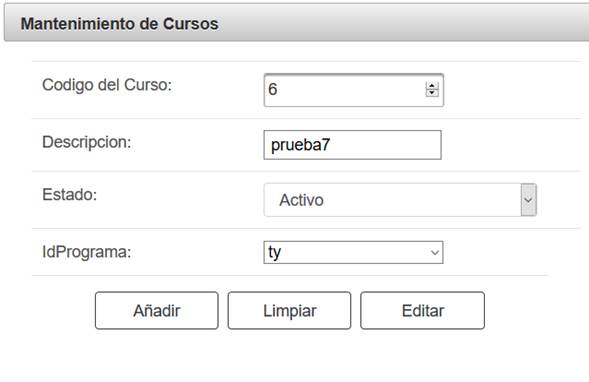 Mantenimiento de Cursos
Codigo del Curso: 6
Descripcion: prueba7
Estado: Activo
IdPrograma: ty
Añadir Limpiar Editar